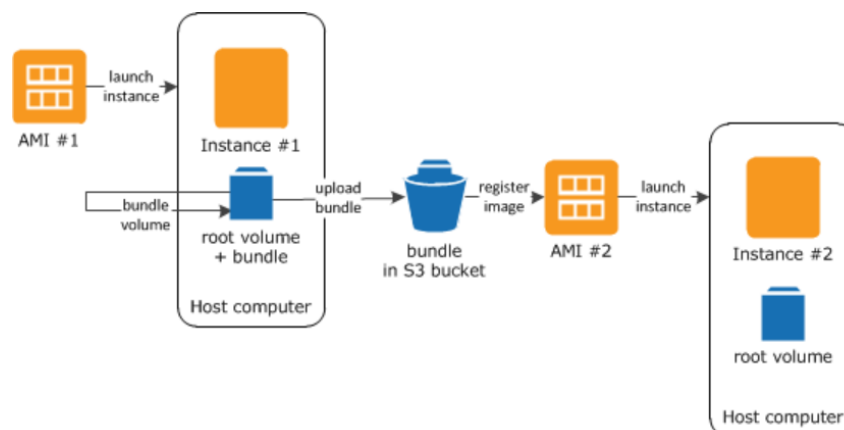 AMI #1
launch
instance
Instance #1
bundle
volume
root volume
+ bundle
Host computer
upload
bundle
bundle
in S3 bucket
register
image
AMI #2
launch
instance
Instance #2
root volume
Host computer